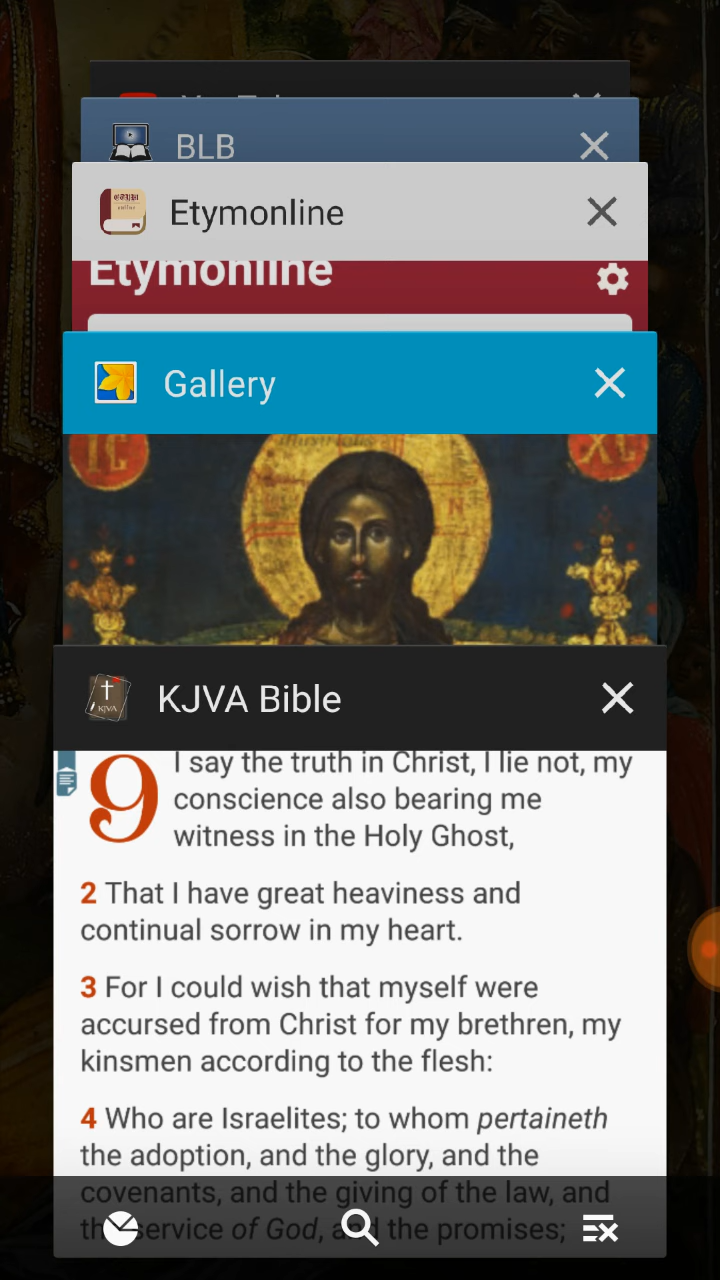 BLB
Etymonline
Etymonline
Gallery
IC XC
KJVA Bible
9 I say the truth in Christ, I lie not, my
conscience also bearing me
witness in the Holy Ghost,
2 That I have great heaviness and
continual sorrow in my heart.
3 For I could wish that myself were
accursed from Christ for my brethren, my
kinsmen according to the flesh:
4 Who are Israelites; to whom pertaineth
the adoption, and the glory, and the
covenants, and the giving of the law, and
the service of God, and the promises;